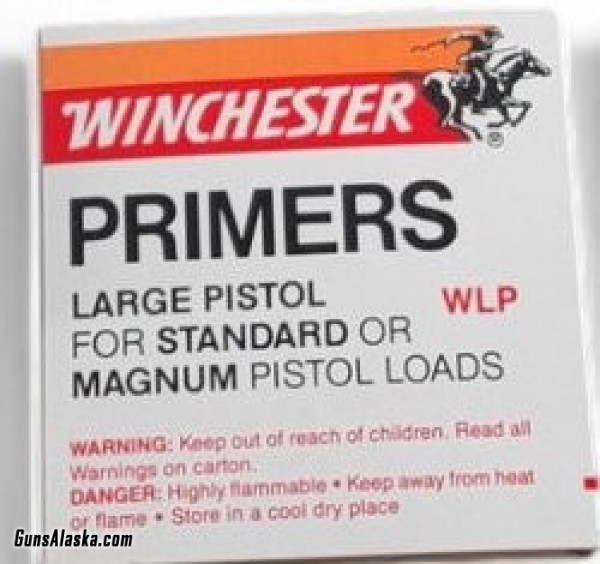 WINCHESTER
®
PRIMERS
LARGE PISTOL WLP
FOR STANDARD OR
MAGNUM PISTOL LOADS
WARNING: Keep out of reach of children. Read all
Warnings on carton.
DANGER: Highly flammable • Keep away from heat
or flame • Store in a cool dry place
GunsAlaska.com